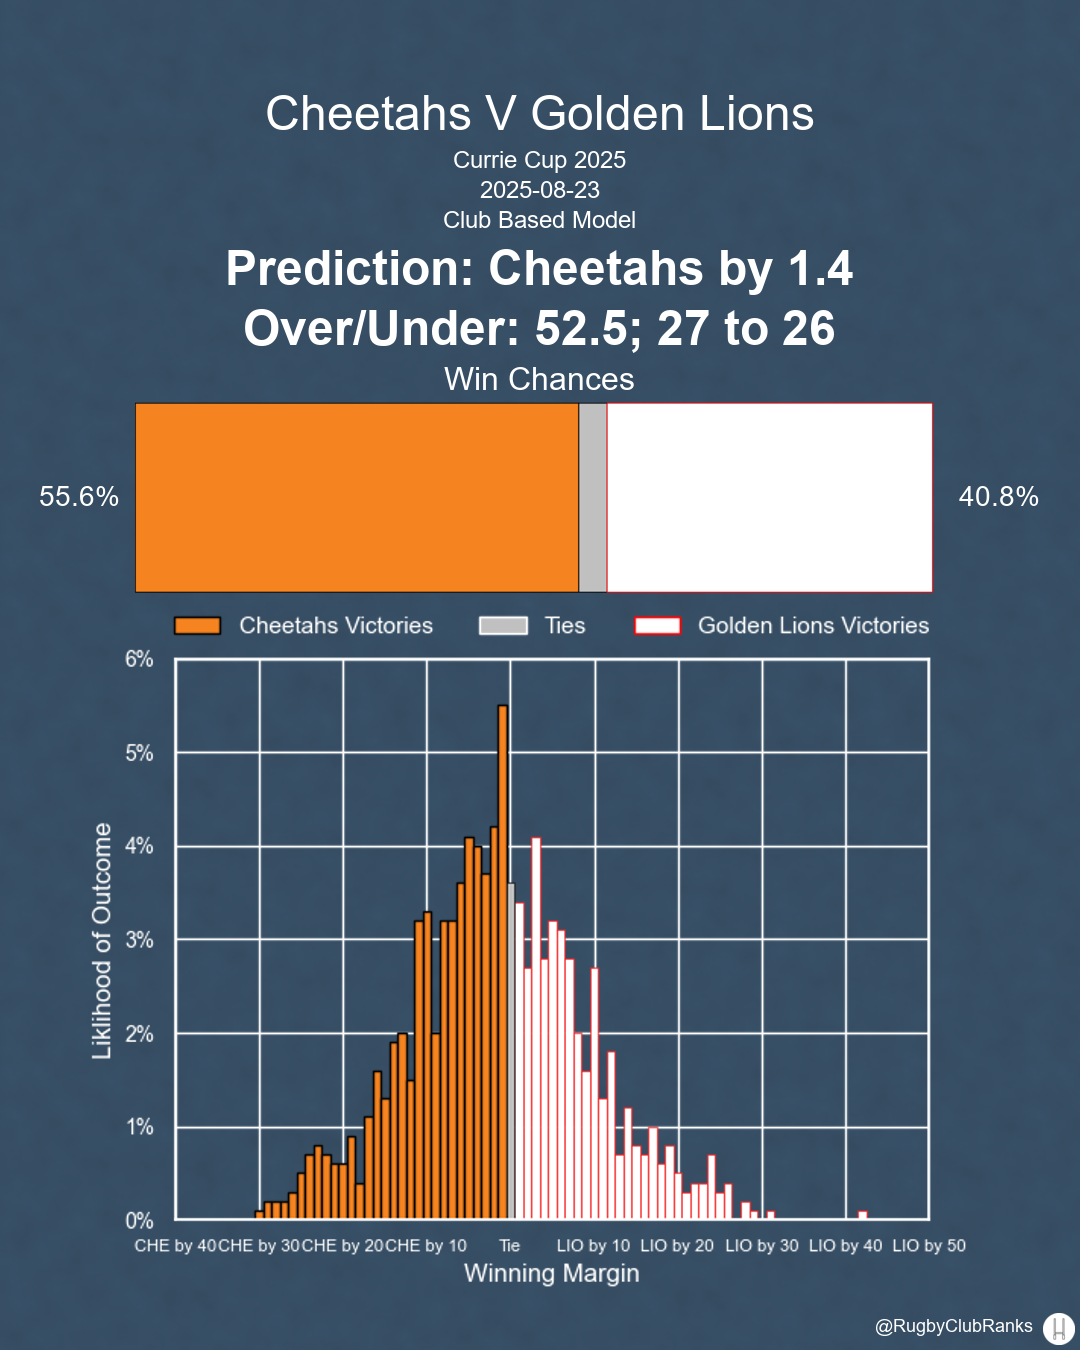 Cheetahs V Golden Lions
Currie Cup 2025
2025-08-23
Club Based Model
Prediction: Cheetahs by 1.4
Over/Under: 52.5; 27 to 26
Win Chances
55.6%
40.8%
Cheetahs Victories
Ties
Golden Lions Victories
6%
5%
4%
3%
2%
1%
0%
Liklihood of Outcome
CHE by 40 CHE by 30 CHE by 20 CHE by 10 Tie LIO by 10 LIO by 20 LIO by 30 LIO by 40 LIO by 50
Winning Margin
@RugbyClubRanks